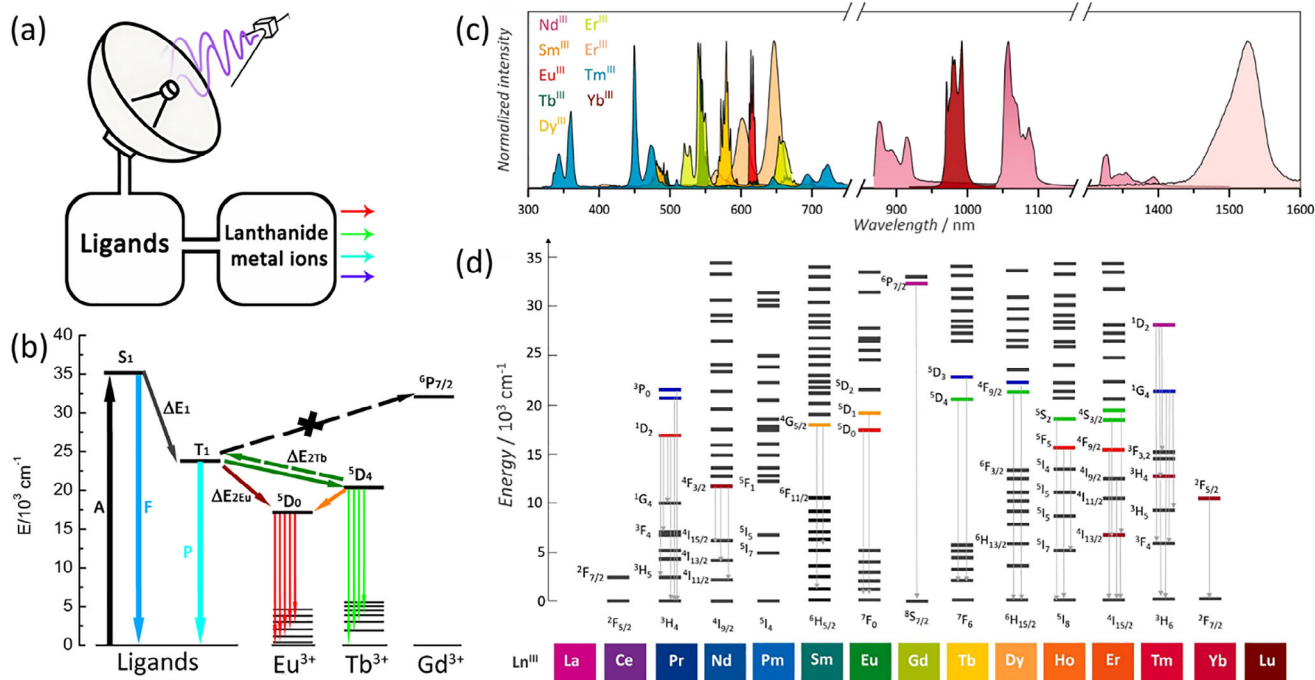 (a)
Ligands
Lanthanide
metal ions
(b)
E/10³ cm⁻¹
40
35
30
25
20
15
10
5
0
S₁
ΔE₁
T₁
⁶P₇/₂
ΔE₂Tb
ΔE₂Eu
⁵D₀
⁵D₄
A
F
P
Ligands
Eu³⁺
Tb³⁺
Gd³⁺
(c)
Normalized intensity
Nd^III
Er^III
Sm^III
Er^III
Eu^III
Tm^III
Tb^III
Yb^III
Dy^III
300 400 500 600 700 900 1000 1100 1400 1500 1600
Wavelength / nm
(d)
Energy / 10³ cm⁻¹
35
30
25
20
15
10
5
0
²F₇/₂
²F₅/₂
³P₀
¹D₂
¹G₄
³F₄
³H₅
³H₄
⁴F₃/₂
⁴I₁₅/₂
⁴I₁₃/₂
⁴I₁₁/₂
⁴I₉/₂
⁵F₁
⁵I₅
⁵I₇
⁵I₄
⁴G₅/₂
⁶F₁₁/₂
⁶H₅/₂
⁵D₂
⁵D₁
⁵D₀
⁷F₀
⁶P₇/₂
⁸S₇/₂
⁵D₃
⁵D₄
⁷F₆
⁴F₉/₂
⁶F₃/₂
⁶H₁₃/₂
⁶H₁₅/₂
⁵S₂
⁵F₅
⁵I₄
⁵I₅
⁵I₅
⁵I₇
⁵I₈
⁴S₃/₂
⁴F₉/₂
⁴I₉/₂
⁴I₁₁/₂
⁴I₁₃/₂
⁴I₁₅/₂
¹D₂
¹G₄
³F₃,₂
³H₄
³H₅
³F₄
³H₆
²F₅/₂
²F₇/₂
Ln^III La Ce Pr Nd Pm Sm Eu Gd Tb Dy Ho Er Tm Yb Lu